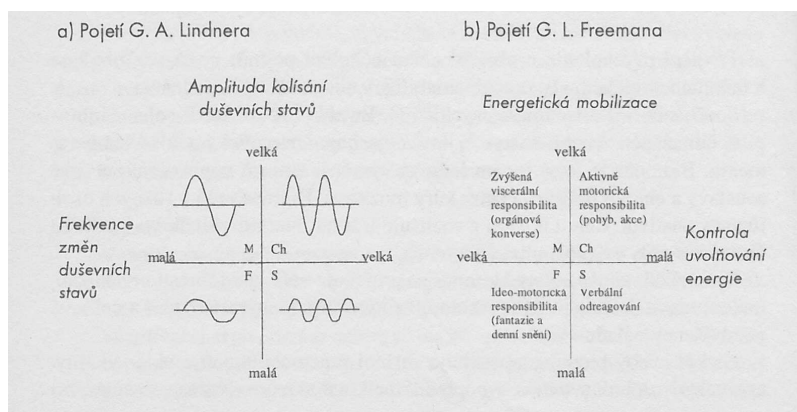 a) Pojetí G. A. Lindnera
Amplituda kolísání
duševních stavů
velká
Frekvence
změn
duševních
stavů
malá
velká
M Ch
F S
malá
b) Pojetí G. L. Freemana
Energetická mobilizace
velká
Zvýšená
viscerální
responsibilita
(orgánová
konverse)
Aktivně
motorická
responsibilita
(pohyb, akce)
Kontrola
uvolňování
energie
velká
malá
M Ch
F S
Ideo-motorická
responsibilita
(fantazie a
denní snění)
Verbální
odreagování
malá